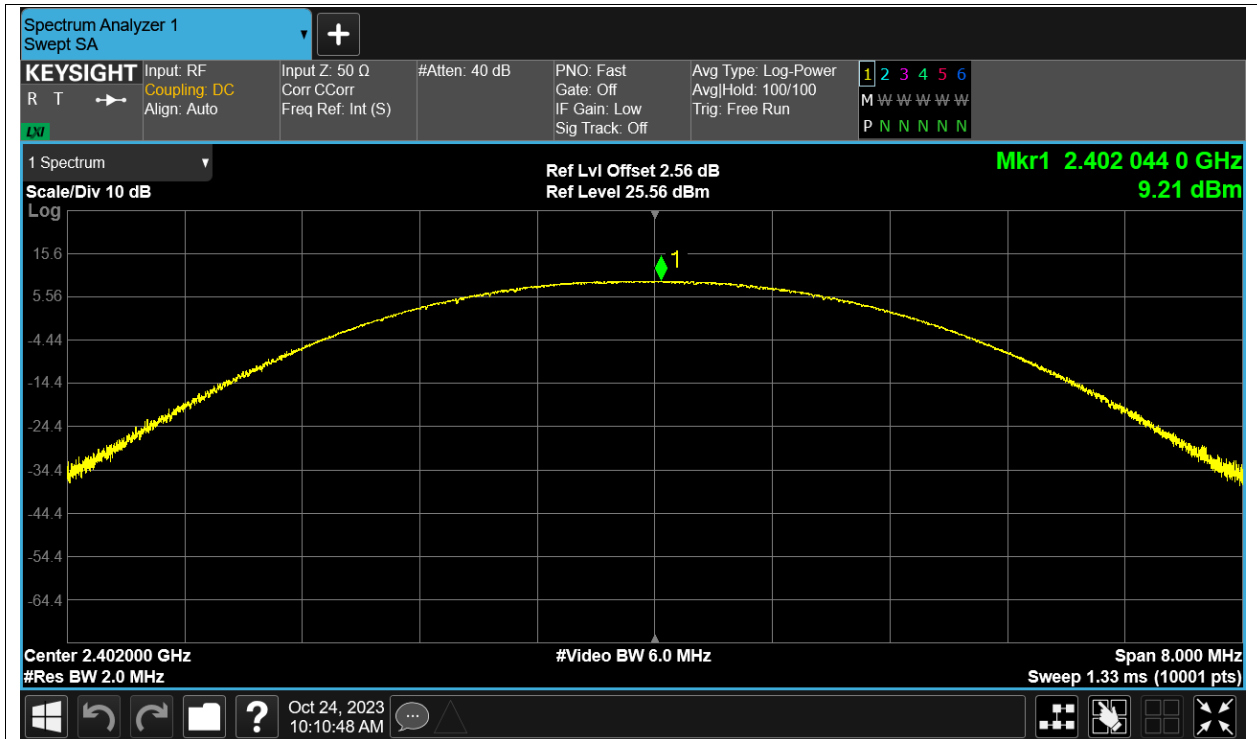 Spectrum Analyzer 1
Swept SA
+
KEYSIGHT
R T
LXI
Input: RF
Coupling: DC
Align: Auto
Input Z: 50 Ω
Corr CCorr
Freq Ref: Int (S)
#Atten: 40 dB
PNO: Fast
Gate: Off
IF Gain: Low
Sig Track: Off
Avg Type: Log-Power
Avg|Hold: 100/100
Trig: Free Run
1 2 3 4 5 6
M W W W W W
P N N N N N
1 Spectrum
Scale/Div 10 dB
Log
Ref Lvl Offset 2.56 dB
Ref Level 25.56 dBm
Mkr1 2.402 044 0 GHz
9.21 dBm
1
15.6
5.56
-4.44
-14.4
-24.4
-34.4
-44.4
-54.4
-64.4
Center 2.402000 GHz
#Res BW 2.0 MHz
#Video BW 6.0 MHz
Span 8.000 MHz
Sweep 1.33 ms (10001 pts)
?
Oct 24, 2023
10:10:48 AM